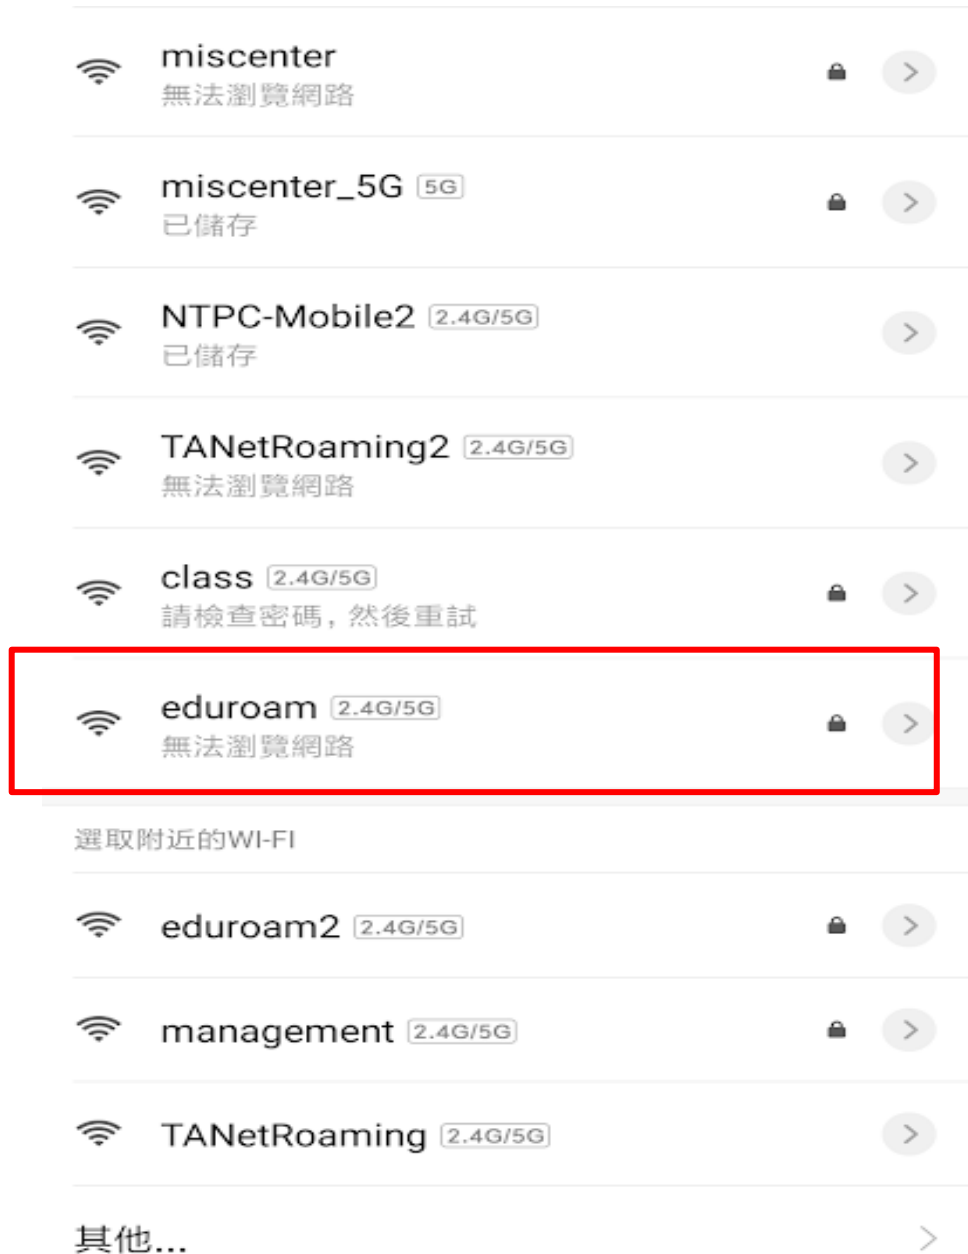 miscenter
無法瀏覽網路
miscenter_5G 5G
已儲存
NTPC-Mobile2 2.4G/5G
已儲存
TANetRoaming2 2.4G/5G
無法瀏覽網路
class 2.4G/5G
請檢查密碼，然後重試
eduroam 2.4G/5G
無法瀏覽網路
選取附近的WI-FI
eduroam2 2.4G/5G
management 2.4G/5G
TANetRoaming 2.4G/5G
其他...